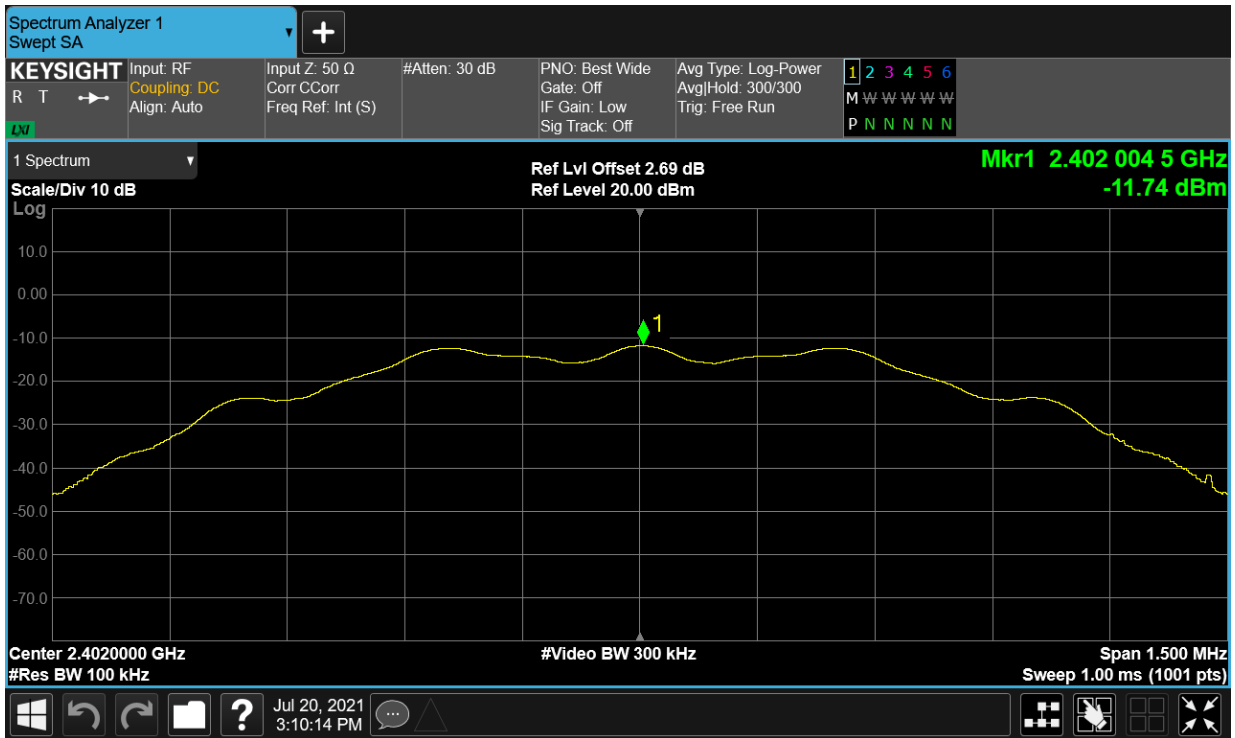 Spectrum Analyzer 1
Swept SA
KEYSIGHT
R T
LXI
Input: RF
Coupling: DC
Align: Auto
Input Z: 50 Ω
Corr CCorr
Freq Ref: Int (S)
#Atten: 30 dB
PNO: Best Wide
Gate: Off
IF Gain: Low
Sig Track: Off
Avg Type: Log-Power
Avg|Hold: 300/300
Trig: Free Run
1 2 3 4 5 6
M W W W W W
P N N N N N
1 Spectrum
Scale/Div 10 dB
Log
Ref Lvl Offset 2.69 dB
Ref Level 20.00 dBm
Mkr1 2.402 004 5 GHz
-11.74 dBm
10.0
0.00
-10.0
-20.0
-30.0
-40.0
-50.0
-60.0
-70.0
1
Center 2.4020000 GHz
#Res BW 100 kHz
#Video BW 300 kHz
Span 1.500 MHz
Sweep 1.00 ms (1001 pts)
?
Jul 20, 2021
3:10:14 PM